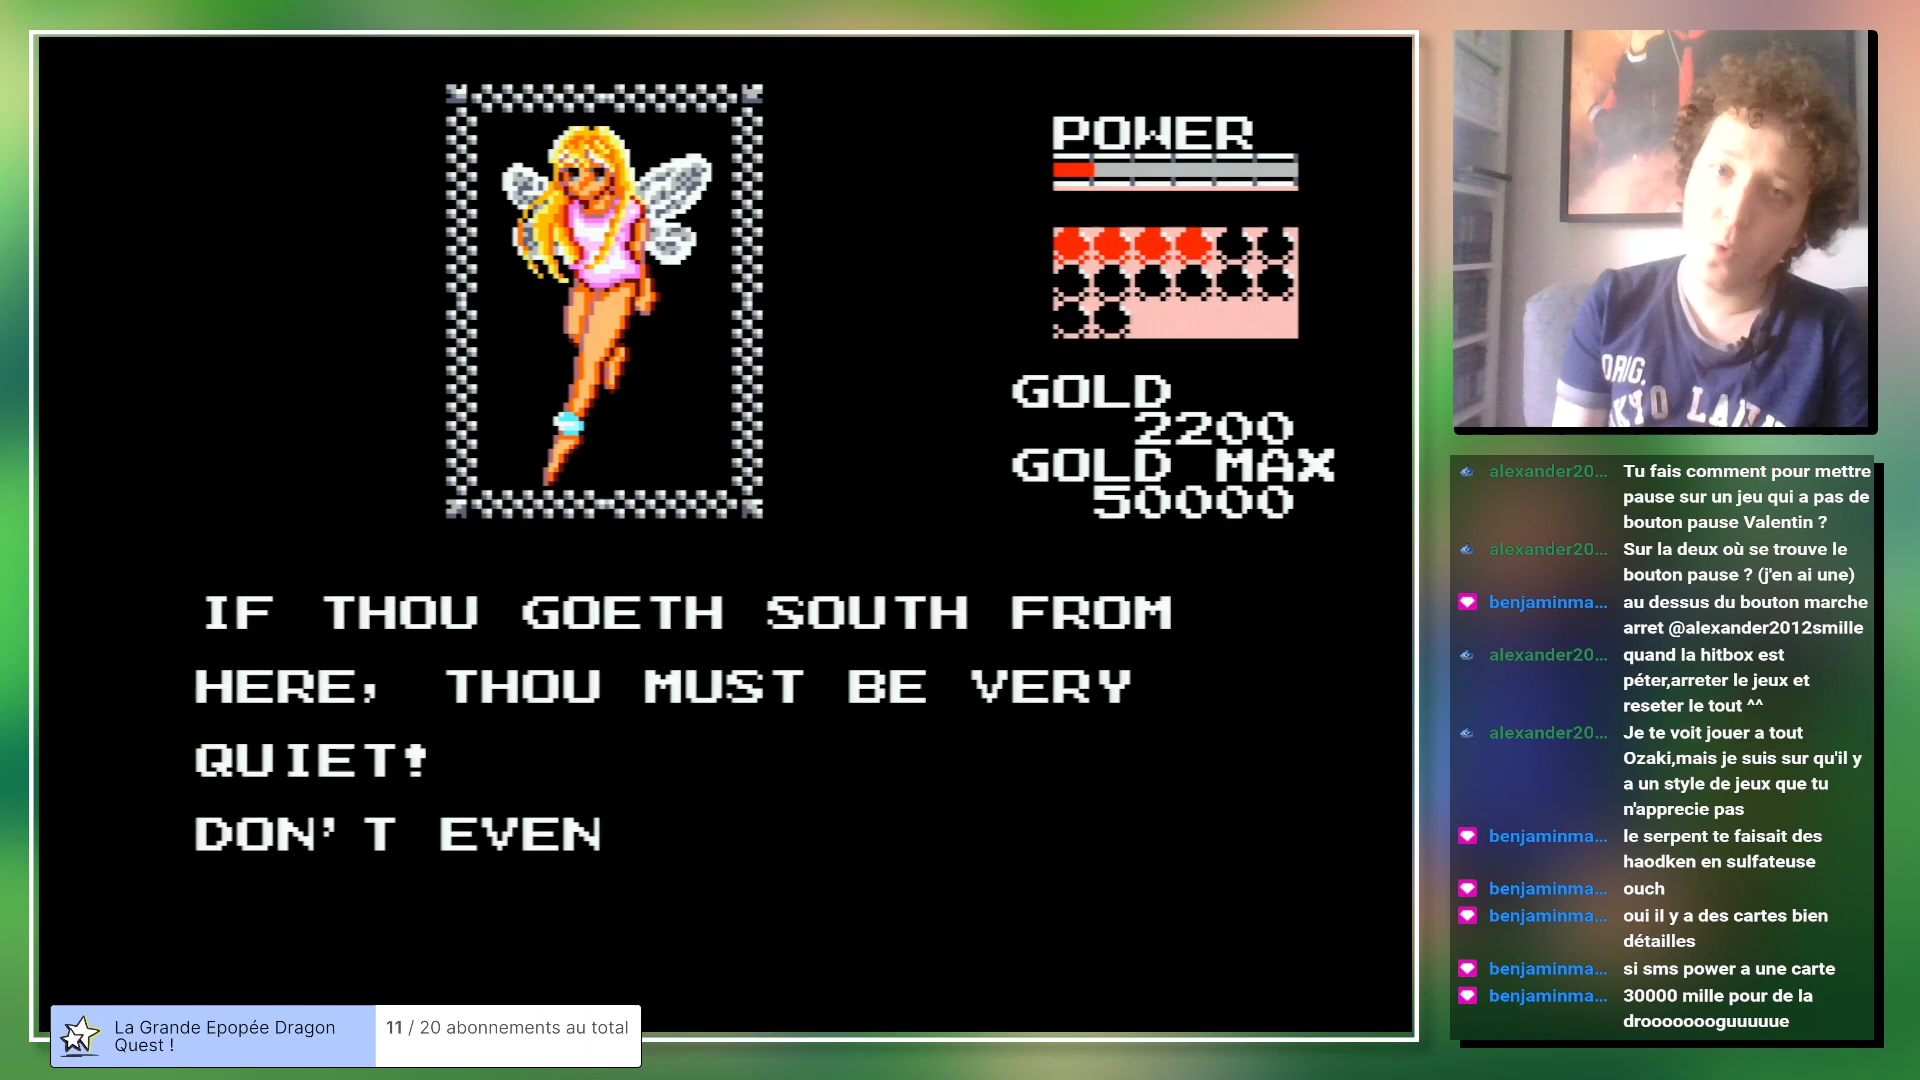 POWER
GOLD
2200
GOLD MAX
50000
IF THOU GOETH SOUTH FROM
HERE, THOU MUST BE VERY
QUIET!
DON'T EVEN
La Grande Epopée Dragon
Quest !
11 / 20 abonnements au total
ORIG.
alexander20... Tu fais comment pour mettre
pause sur un jeu qui a pas de
bouton pause Valentin ?
alexander20... Sur la deux où se trouve le
bouton pause ? (j'en ai une)
benjaminma... au dessus du bouton marche
arret @alexander2012smille
alexander20... quand la hitbox est
péter,arreter le jeux et
reseter le tout ^^
alexander20... Je te voit jouer a tout
Ozaki,mais je suis sur qu'il y
a un style de jeux que tu
n'apprecie pas
benjaminma... le serpent te faisait des
haodken en sulfateuse
benjaminma... ouch
benjaminma... oui il y a des cartes bien
détailles
benjaminma... si sms power a une carte
benjaminma... 30000 mille pour de la
droooooooguuuuue